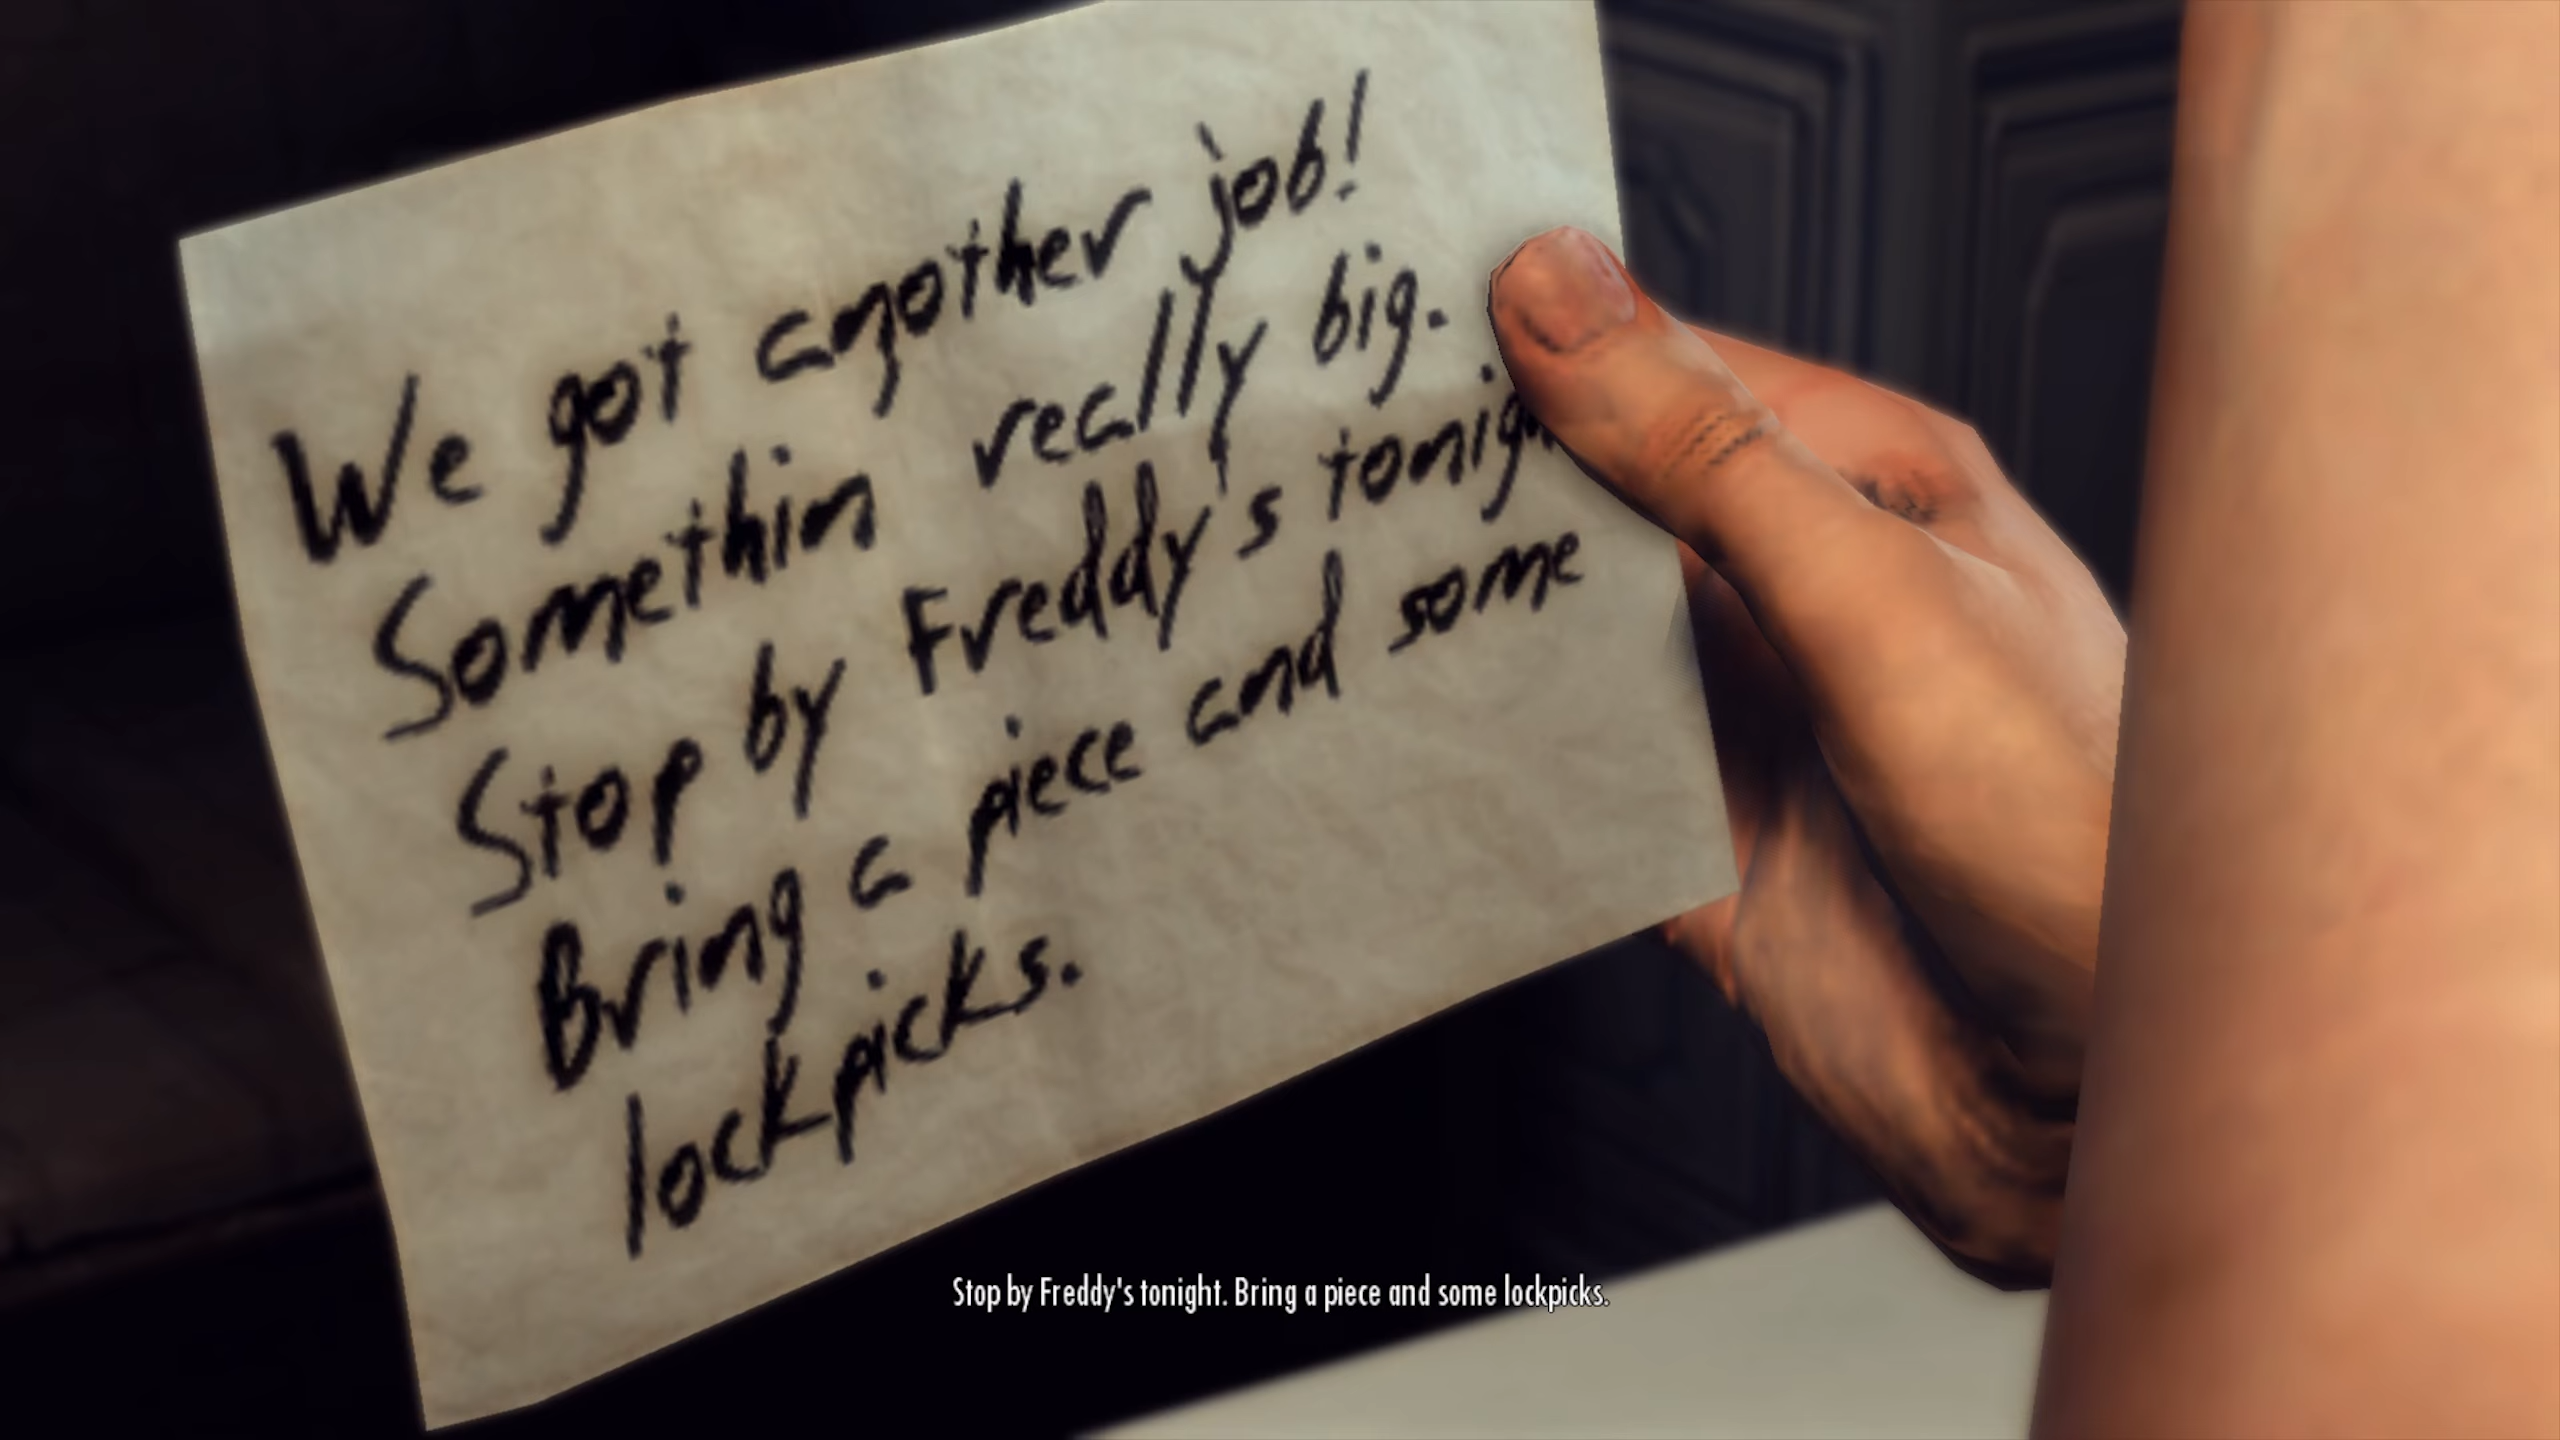 We got another job!
Somethin really big.
Stop by Freddy's
Bring a piece and some
lockpicks.
Stop by Freddy's tonight. Bring a piece and some lockpicks.